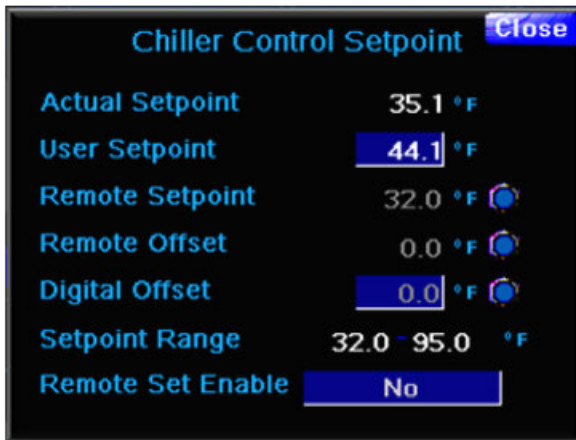 Chiller Control Setpoint Close
Actual Setpoint 35.1 °F
User Setpoint 44.1 °F
Remote Setpoint 32.0 °F
Remote Offset 0.0 °F
Digital Offset 0.0 °F
Setpoint Range 32.0 - 95.0 °F
Remote Set Enable No